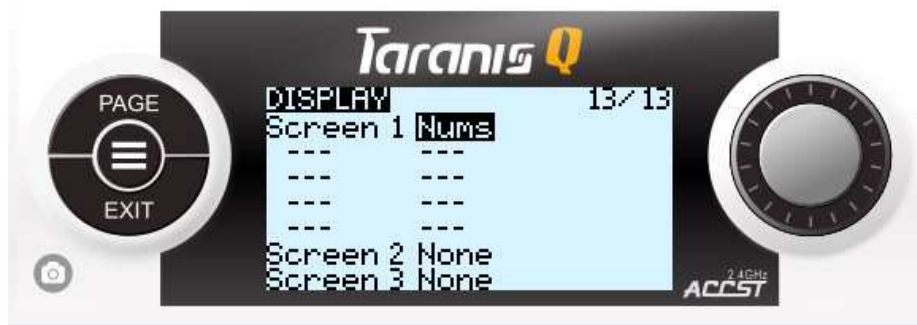 Taranis Q
PAGE
EXIT
DISPLAY 13/13
Screen 1 Nums
--- ---
--- ---
--- ---
--- ---
Screen 2 None
Screen 3 None
2.4GHz
ACCST